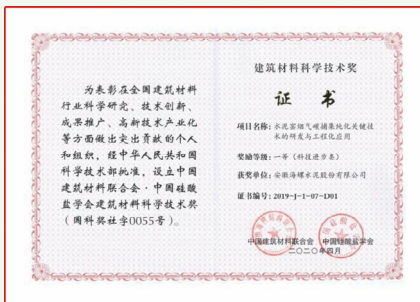 为表彰在全国建筑材料
行业科学研究、技术创新、
成果推广、高新技术产业化
等方面做出突出贡献的个人
和组织，经中华人民共和国
科学技术部批准，设立中国
建筑材料联合会·中国硅酸
盐学会建筑材料科学技术奖
（国科奖社字0055号）。
建筑材料科学技术奖
证 书
项目名称：水泥窑烟气碳捕集纯化关键技
术的研发与工程化应用
奖励等级：一等（科技进步类）
获奖单位：安徽海螺水泥股份有限公司
证书编号：2019-J-1-07-D01
中国建筑材料联合会 中国硅酸盐学会
二〇二〇年四月